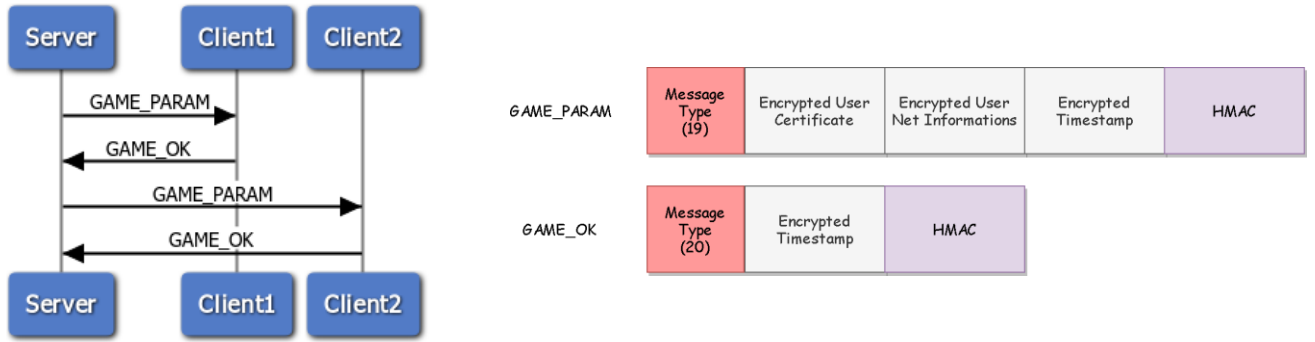 Server
Client1
Client2
GAME_PARAM
GAME_OK
GAME_PARAM
GAME_OK
Server
Client1
Client2
GAME_PARAM
Message
Type
(19)
Encrypted User
Certificate
Encrypted User
Net Informations
Encrypted
Timestamp
HMAC
GAME_OK
Message
Type
(20)
Encrypted
Timestamp
HMAC